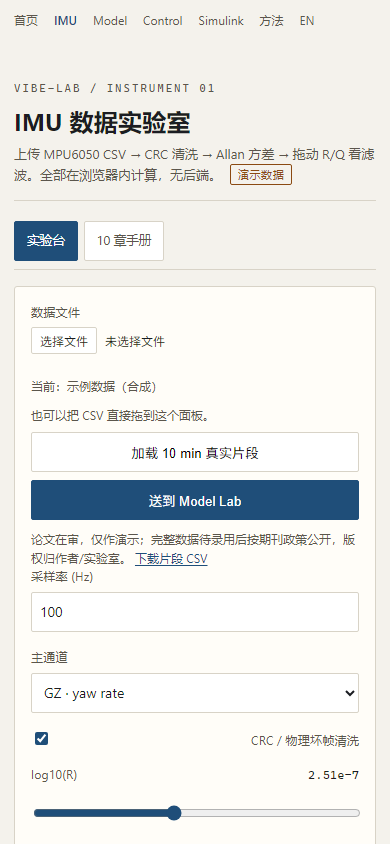 首页 IMU Model Control Simulink 方法 EN
VIBE-LAB / INSTRUMENT 01
IMU 数据实验室
上传 MPU6050 CSV → CRC 清洗 → Allan 方差 → 拖动 R/Q 看滤
波。全部在浏览器内计算，无后端。 演示数据
实验台 10 章手册
数据文件
选择文件 未选择文件
当前：示例数据（合成）
也可以把 CSV 直接拖到这个面板。
加载 10 min 真实片段
送到 Model Lab
论文在审，仅作演示；完整数据待录用后按期刊政策公开，版
权归作者/实验室。 下载片段 CSV
采样率 (Hz)
100
主通道
GZ · yaw rate
CRC / 物理坏帧清洗
log10(R) 2.51e-7